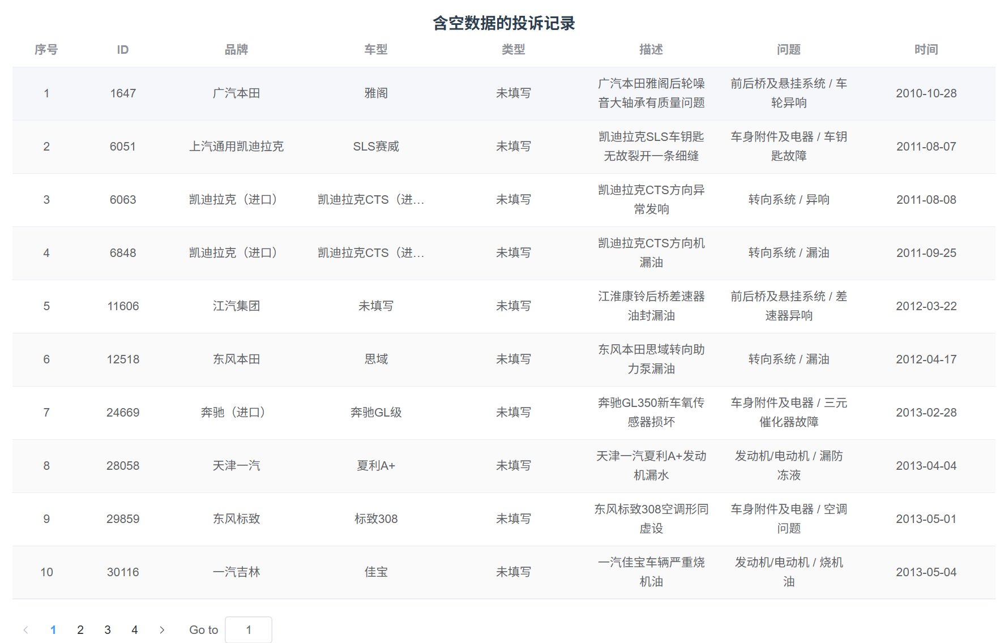 含空数据的投诉记录
序号 ID 品牌 车型 类型 描述 问题 时间
1 1647 广汽本田 雅阁 未填写 广汽本田雅阁后轮噪 前后桥及悬挂系统 / 车 2010-10-28
音大轴承有质量问题 轮异响
2 6051 上汽通用凯迪拉克 SLS赛威 未填写 凯迪拉克SLS车钥匙 车身附件及电器 / 车钥 2011-08-07
无故裂开一条细缝 匙故障
3 6063 凯迪拉克（进口） 凯迪拉克CTS（进… 未填写 凯迪拉克CTS方向异 转向系统 / 异响 2011-08-08
常发响
4 6848 凯迪拉克（进口） 凯迪拉克CTS（进… 未填写 凯迪拉克CTS方向机 转向系统 / 漏油 2011-09-25
漏油
5 11606 江汽集团 未填写 未填写 江淮康铃后桥差速器 前后桥及悬挂系统 / 差 2012-03-22
油封漏油 速器异响
6 12518 东风本田 思域 未填写 东风本田思域转向助 转向系统 / 漏油 2012-04-17
力泵漏油
7 24669 奔驰（进口） 奔驰GL级 未填写 奔驰GL350新车氧传 车身附件及电器 / 三元 2013-02-28
感器损坏 催化器故障
8 28058 天津一汽 夏利A+ 未填写 天津一汽夏利A+发动 发动机/电动机 / 漏防 2013-04-04
机漏水 冻液
9 29859 东风标致 标致308 未填写 东风标致308空调形同 车身附件及电器 / 空调 2013-05-01
虚设 问题
10 30116 一汽吉林 佳宝 未填写 一汽佳宝车辆严重烧 发动机/电动机 / 烧机 2013-05-04
机油 油
1 2 3 4 Go to 1